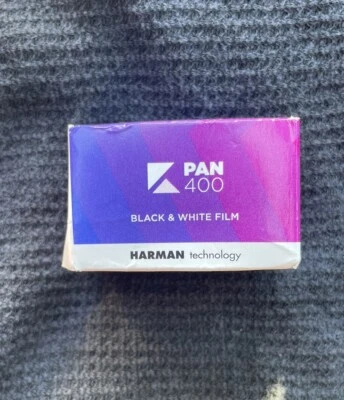 PAN
400
BLACK & WHITE FILM
HARMAN technology